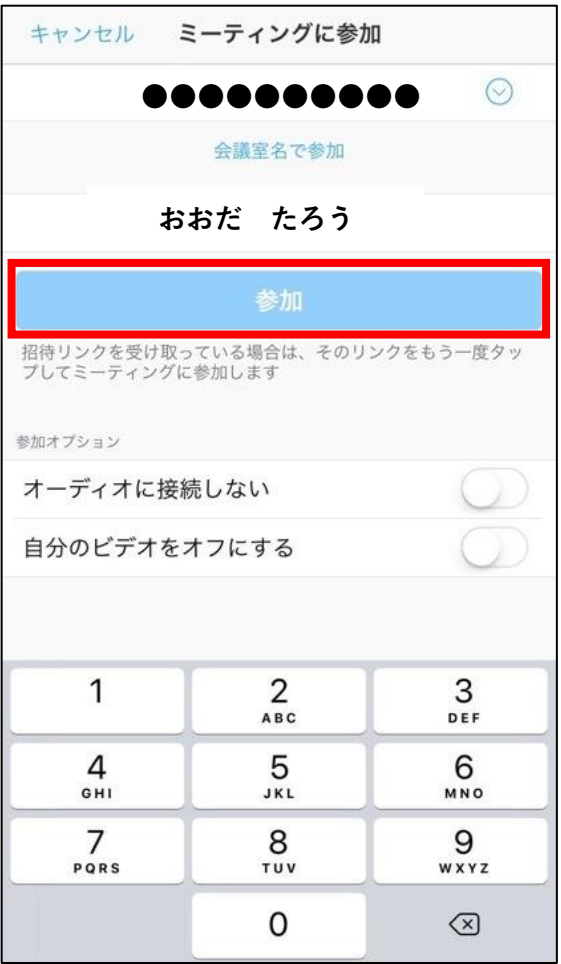 キャンセル ミーティングに参加
●●●●●●●●●●
会議室名で参加
おおだ たろう
参加
招待リンクを受け取っている場合は、そのリンクをもう一度タッ
プしてミーティングに参加します
参加オプション
オーディオに接続しない
自分のビデオをオフにする
1 2 3
ABC DEF
4 5 6
GHI JKL MNO
7 8 9
PQRS TUV WXYZ
0